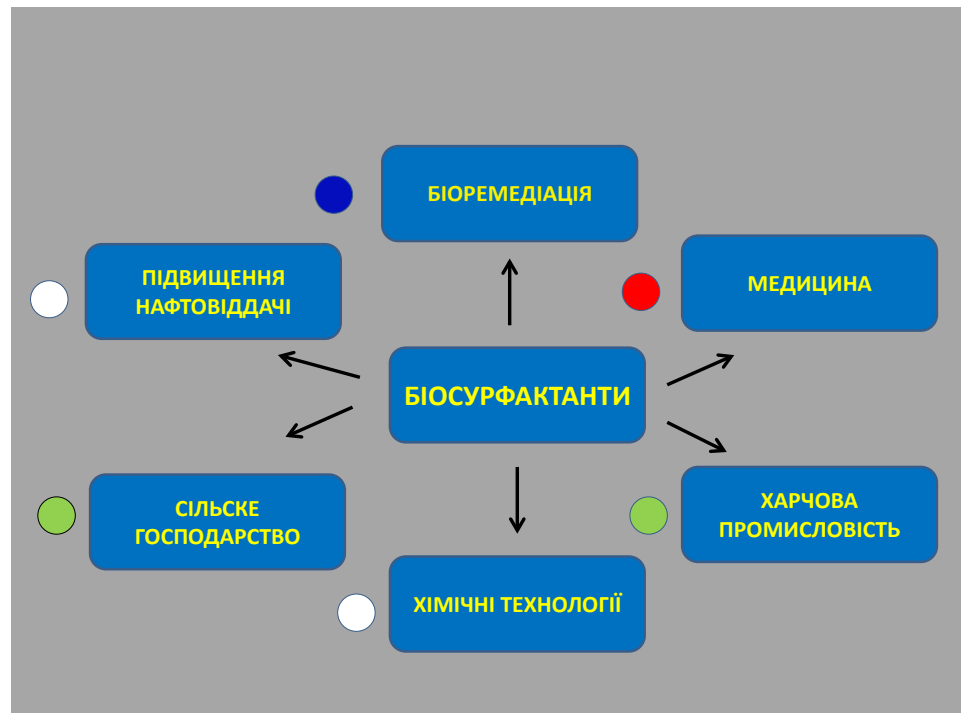 БІОРЕМЕДІАЦІЯ
ПІДВИЩЕННЯ
НАФТОВІДДАЧІ
МЕДИЦИНА
БІОСУРФАКТАНТИ
СІЛЬСКЕ
ГОСПОДАРСТВО
ХАРЧОВА
ПРОМИСЛОВІСТЬ
ХІМІЧНІ ТЕХНОЛОГІЇ